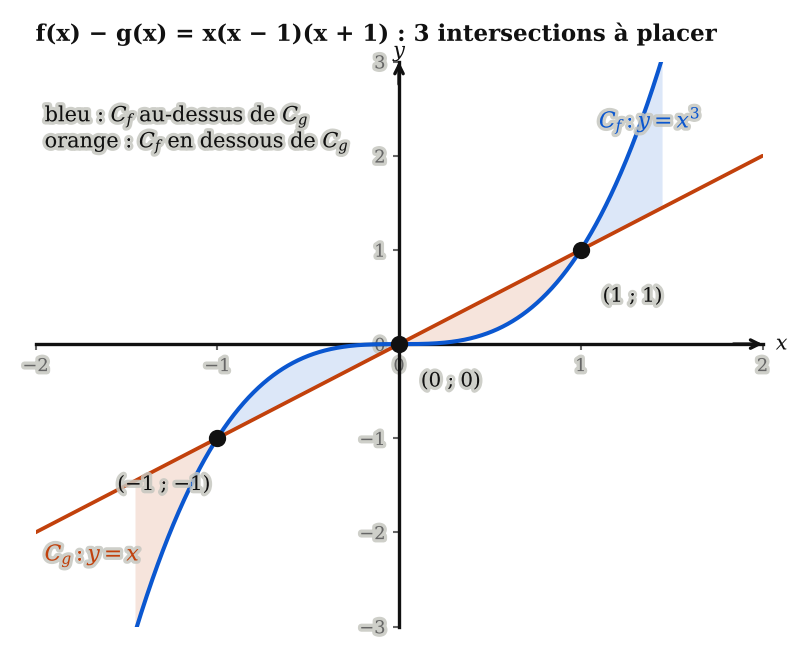 f(x) − g(x) = x(x − 1)(x + 1) : 3 intersections à placer
y
3
bleu : C_f au-dessus de C_g
C_f : y = x³
orange : C_f en dessous de C_g
2
1
(1 ; 1)
0
x
−2
−1
0
1
2
(0 ; 0)
−1
(−1 ; −1)
−2
C_g : y = x
−3